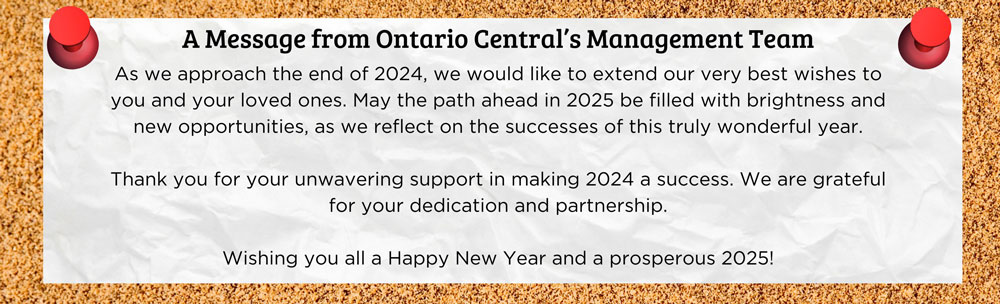 A Message from Ontario Central's Management Team
As we approach the end of 2024, we would like to extend our very best wishes to
you and your loved ones. May the path ahead in 2025 be filled with brightness and
new opportunities, as we reflect on the successes of this truly wonderful year.
Thank you for your unwavering support in making 2024 a success. We are grateful
for your dedication and partnership.
Wishing you all a Happy New Year and a prosperous 2025!